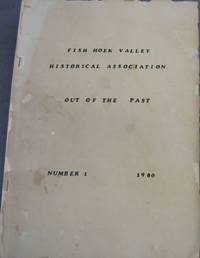 FISH HOEK VALLEY
HISTORICAL ASSOCIATION
OUT OF THE PAST
NUMBER 1 1980